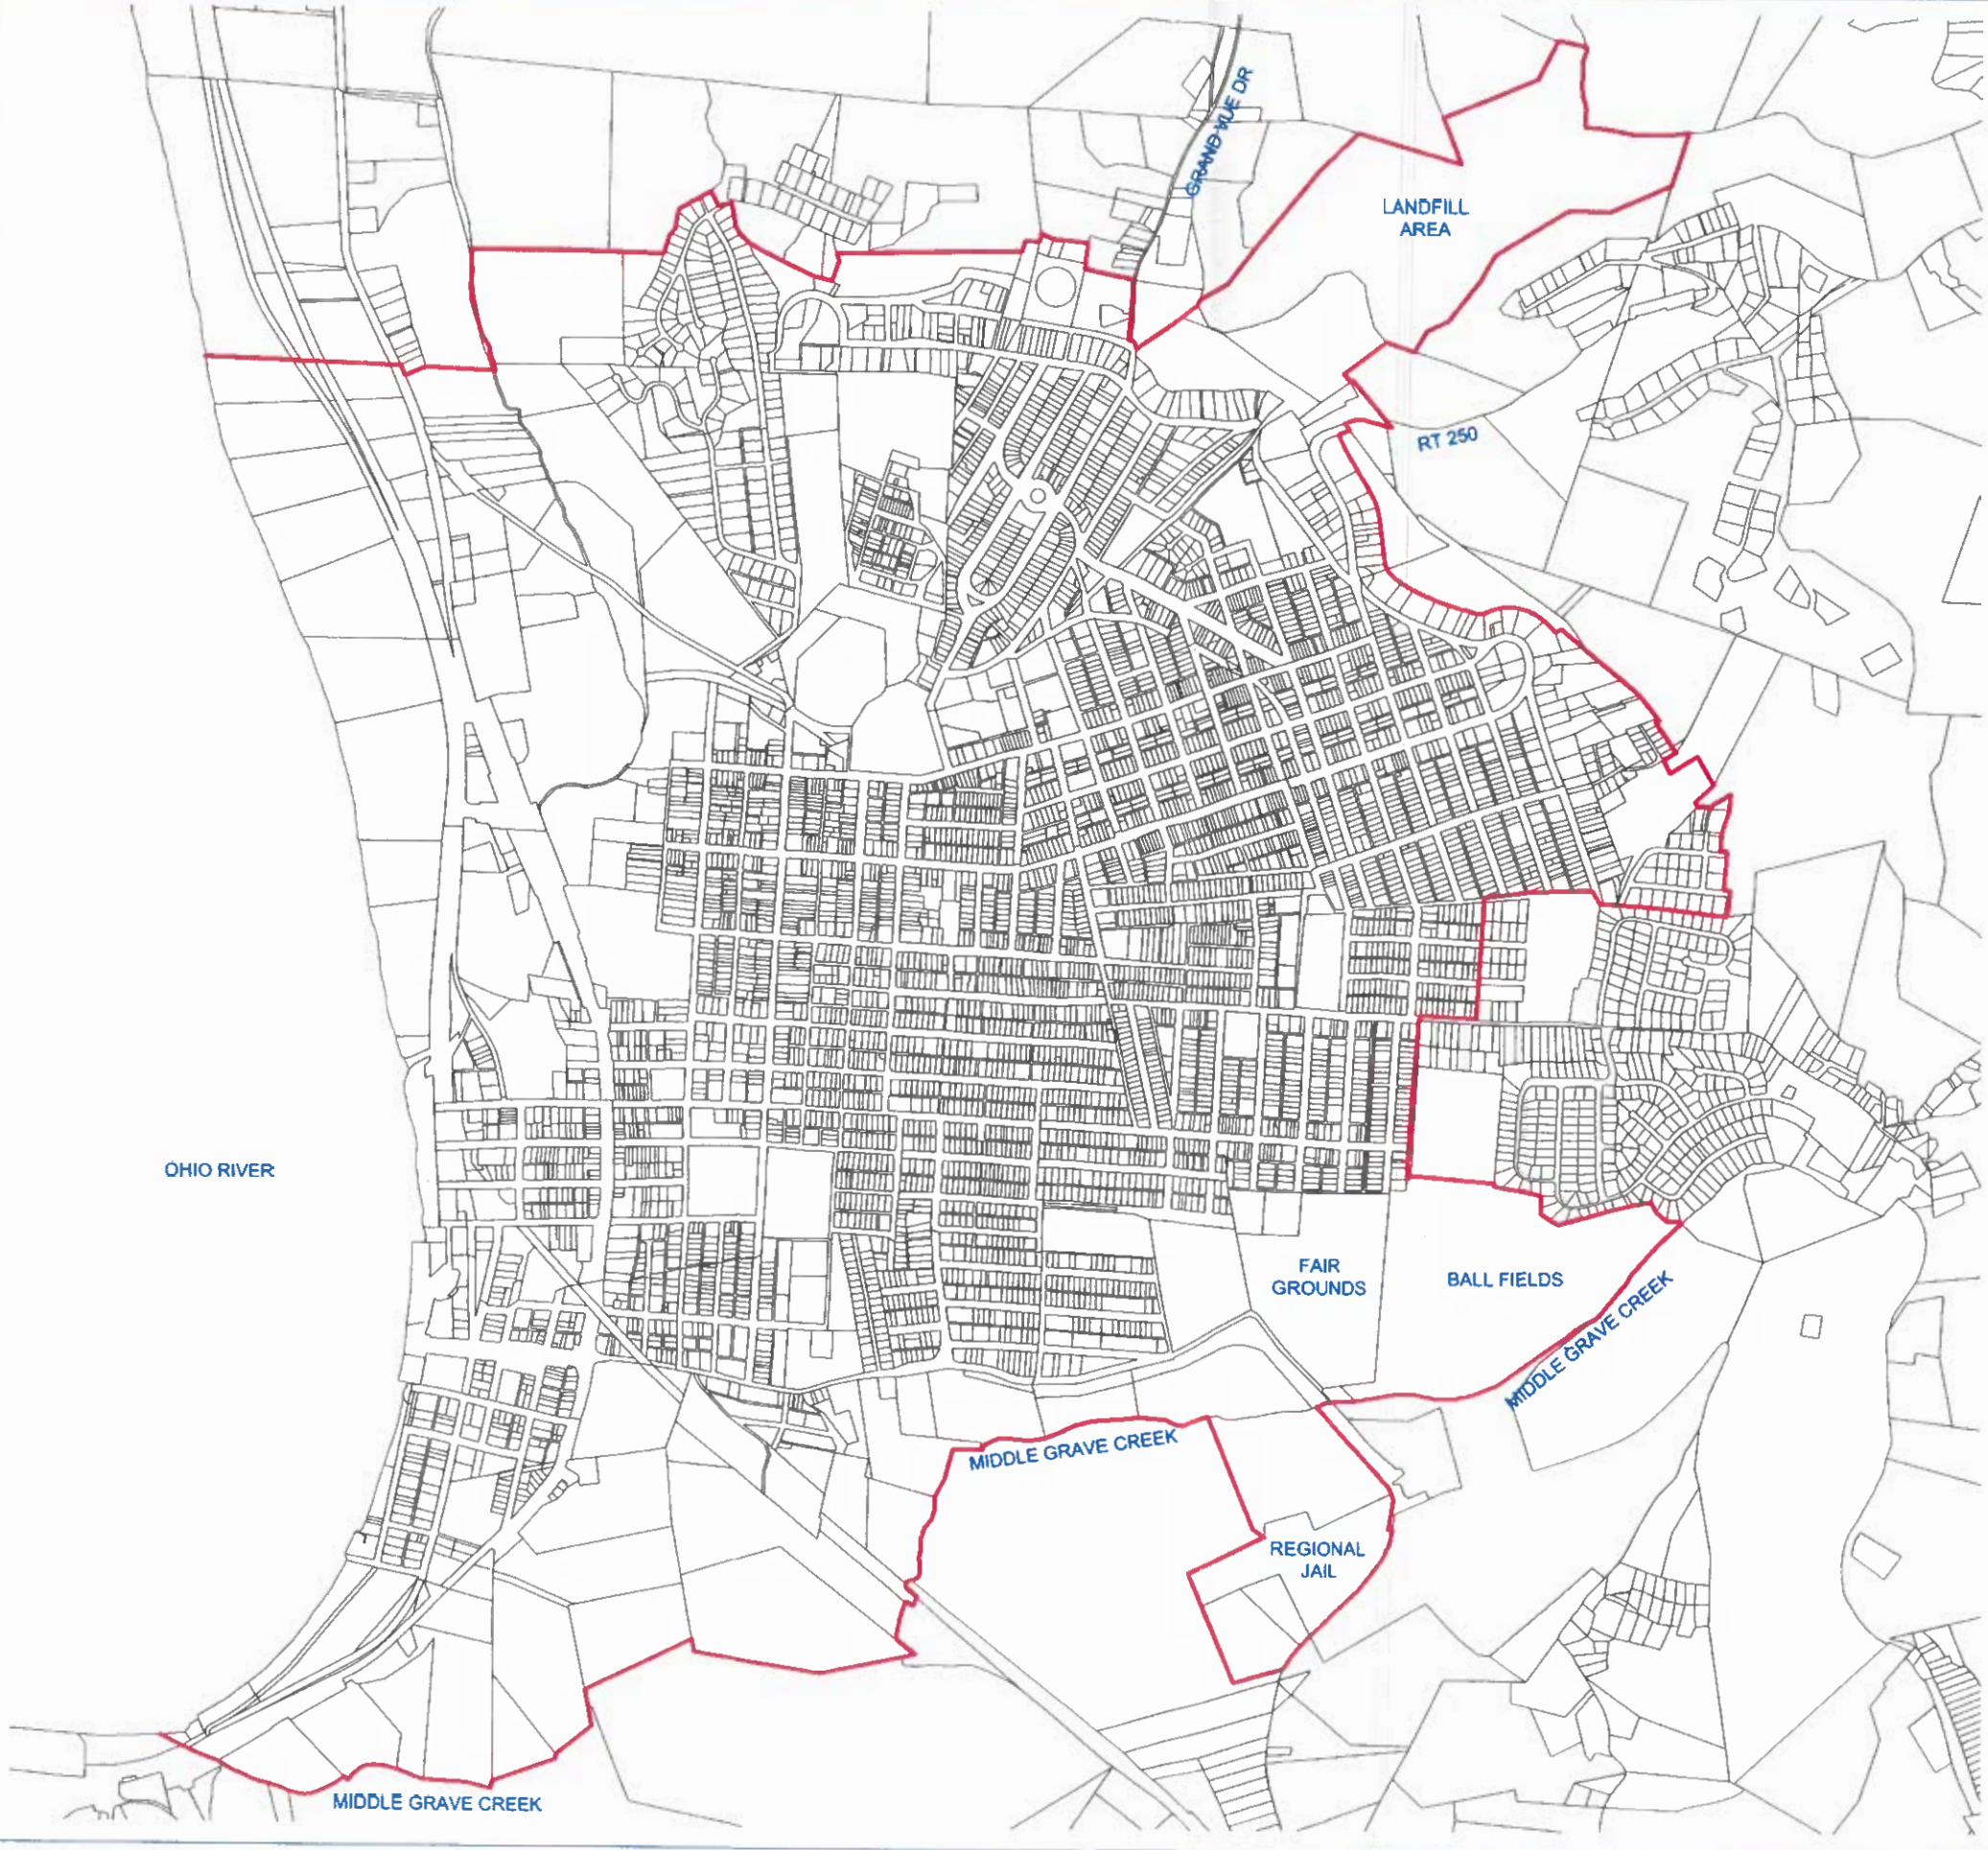 GRAND VUE DR
LANDFILL
AREA
RT 250
OHIO RIVER
FAIR
GROUNDS
BALL FIELDS
MIDDLE GRAVE CREEK
MIDDLE GRAVE CREEK
REGIONAL
JAIL
MIDDLE GRAVE CREEK